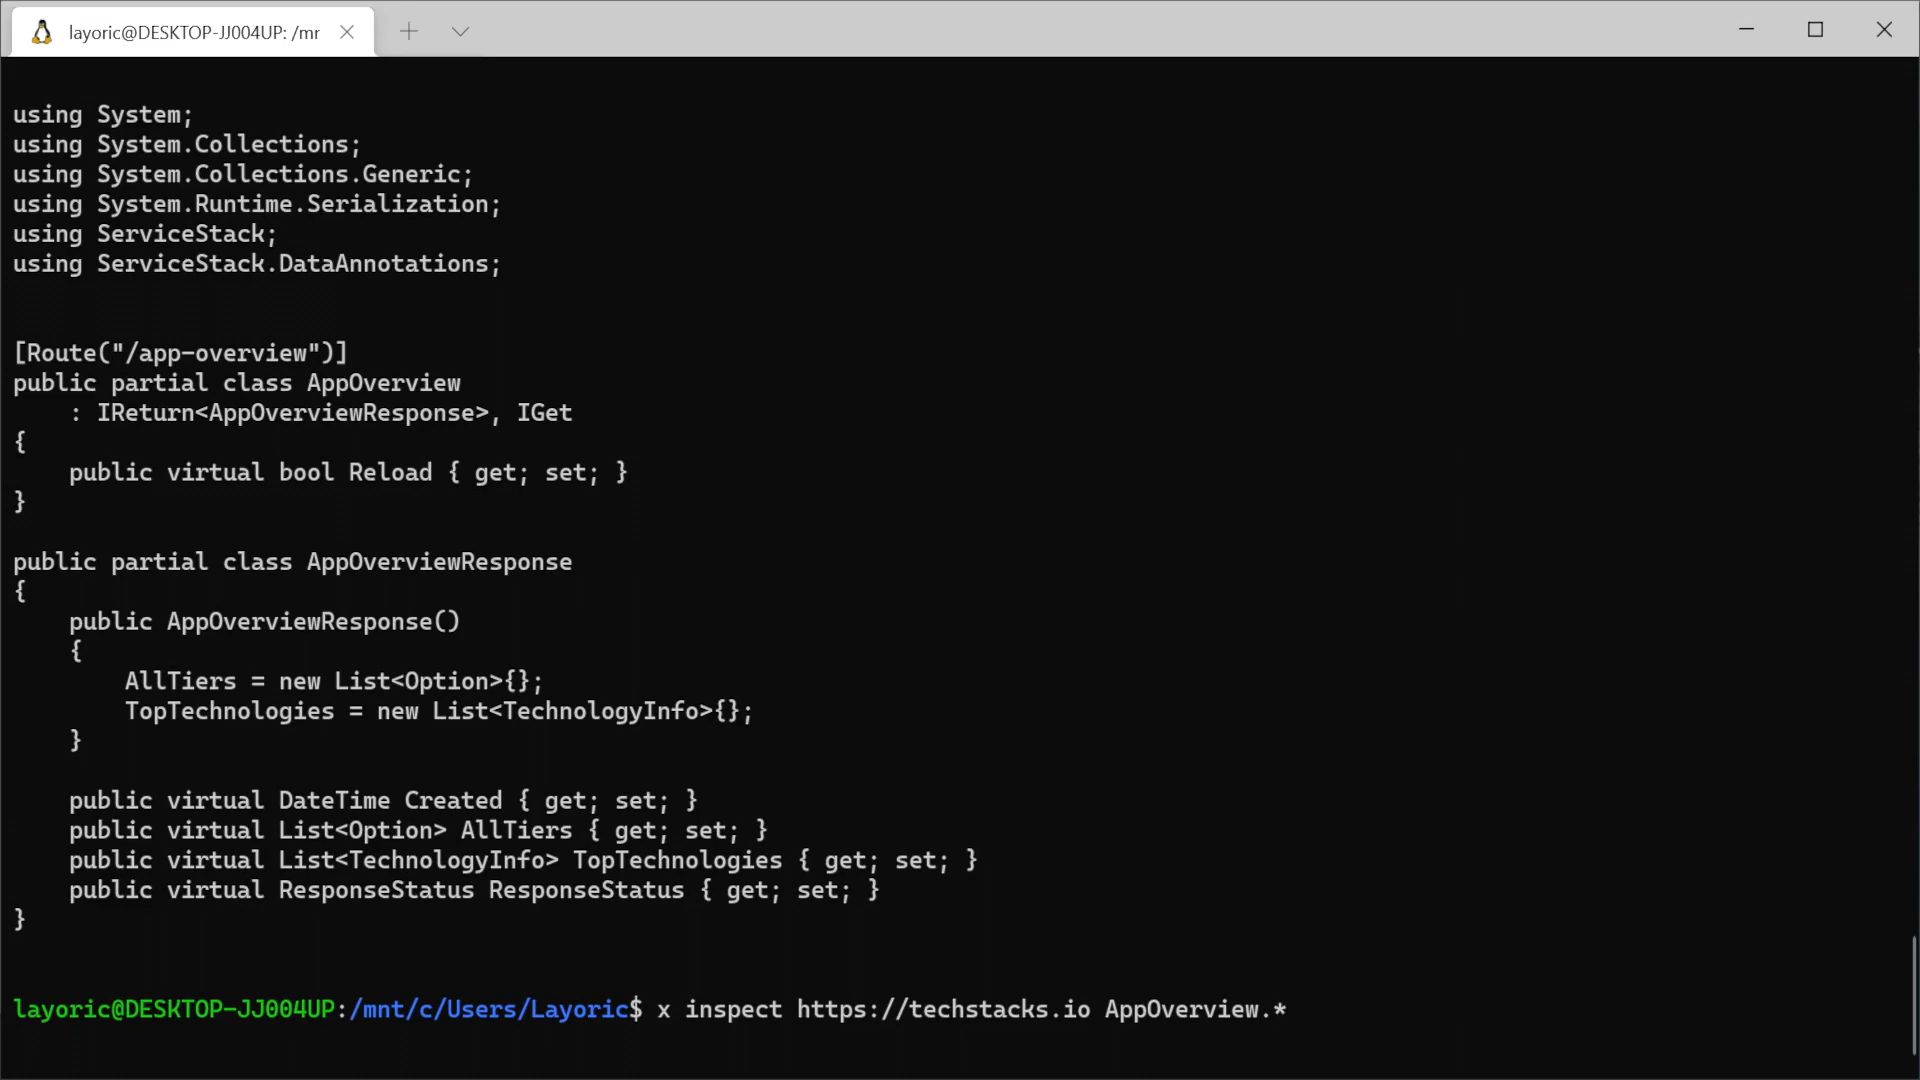 layoric@DESKTOP-JJ004UP: /mr
using System;
using System.Collections;
using System.Collections.Generic;
using System.Runtime.Serialization;
using ServiceStack;
using ServiceStack.DataAnnotations;
[Route("/app-overview")]
public partial class AppOverview
    : IReturn<AppOverviewResponse>, IGet
{
    public virtual bool Reload { get; set; }
}
public partial class AppOverviewResponse
{
    public AppOverviewResponse()
    {
        AllTiers = new List<Option>{};
        TopTechnologies = new List<TechnologyInfo>{};
    }
    public virtual DateTime Created { get; set; }
    public virtual List<Option> AllTiers { get; set; }
    public virtual List<TechnologyInfo> TopTechnologies { get; set; }
    public virtual ResponseStatus ResponseStatus { get; set; }
}
layoric@DESKTOP-JJ004UP:/mnt/c/Users/Layoric$ x inspect https://techstacks.io AppOverview.*